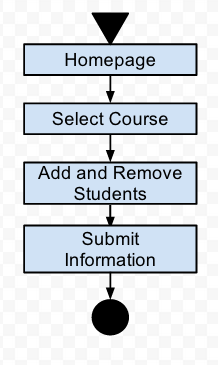 Homepage
Select Course
Add and Remove
Students
Submit
Information